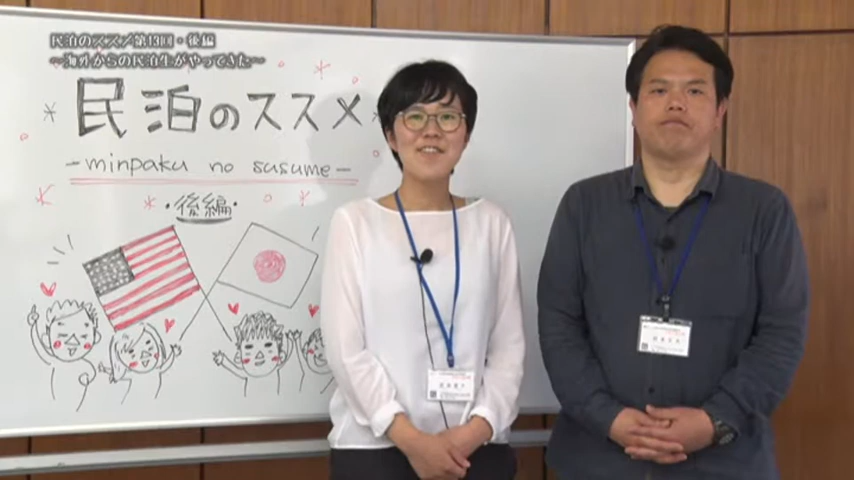 民泊のススメ第13回・後編
～海外からの民泊生がやってきた～
民泊のススメ
-minpaku no susume-
・後編・